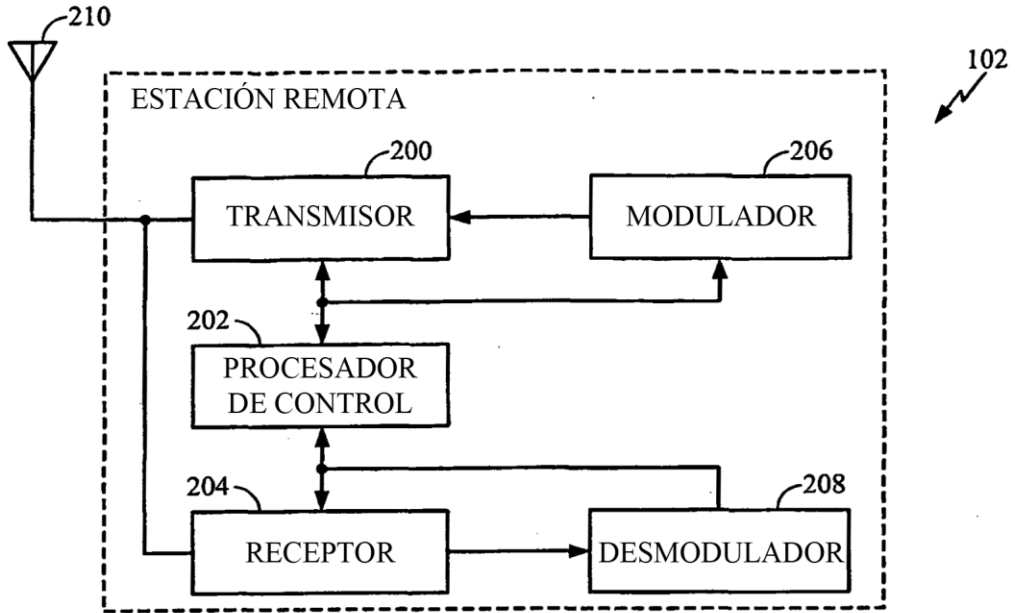 210
102
ESTACIÓN REMOTA
200
206
TRANSMISOR
MODULADOR
202
PROCESADOR
DE CONTROL
204
208
RECEPTOR
DESMODULADOR